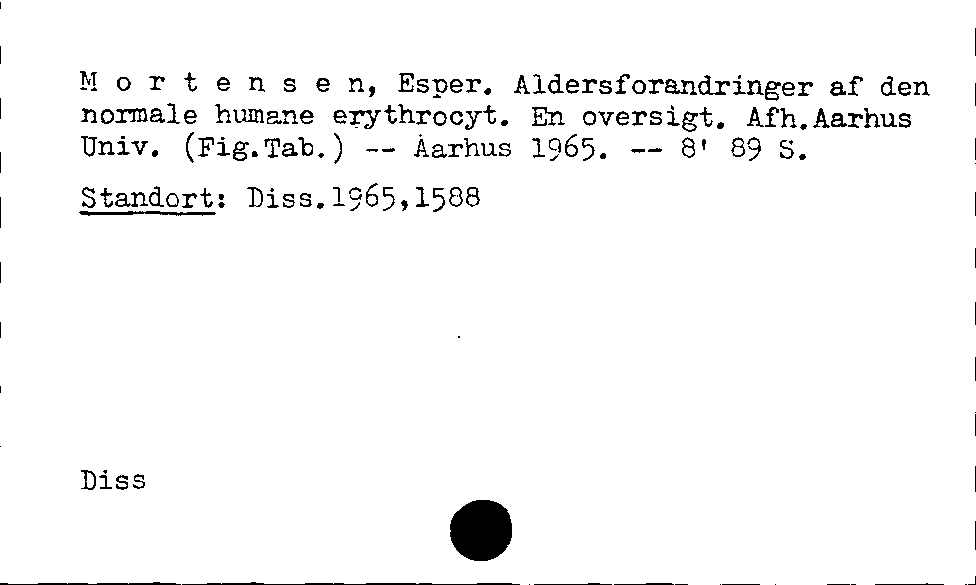 M o r t e n s e n, Esper. Aldersforandringer af den
normale humane erythrocyt. En oversigt. Afh.Aarhus
Univ. (Fig.Tab.) -- Aarhus 1965. -- 8' 89 S.
Standort: Diss.1965,1588
Diss